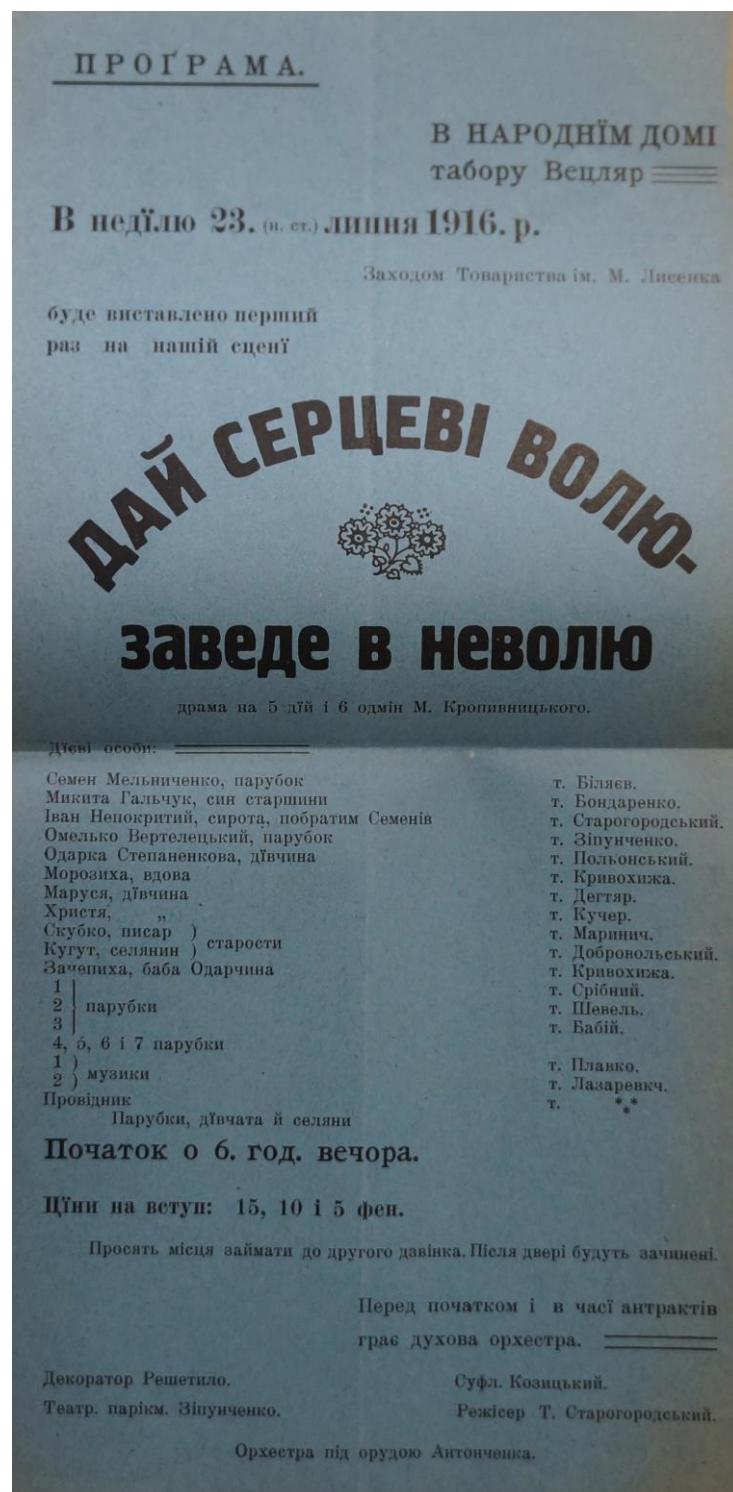 ПРОҐРАМА.
В НАРОДНЇМ ДОМІ
табору Вецляр
В недїлю 23. (н. ст.) липня 1916. р.
Заходом Товариства ім. М. Лисенка
буде виставлено перший
раз на нашій сценї
ДАЙ СЕРЦЕВІ ВОЛЮ-
заведе в неволю
драма на 5 дїй і 6 одмін М. Кропивницького.
Дїєві особи:
Семен Мельниченко, парубок т. Біляєв.
Микита Гальчук, син старшини т. Бондаренко.
Іван Непокритий, сирота, побратим Семенів т. Старогородський.
Омелько Вертелецький, парубок т. Зіпунченко.
Одарка Степаненкова, дївчина т. Польонський.
Морозиха, вдова т. Кривохижа.
Маруся, дївчина т. Дегтяр.
Христя, „ т. Кучер.
Скубко, писар ) т. Маринич.
Кугут, селянин ) старости т. Добровольський.
Зачепиха, баба Одарчина т. Кривохижа.
1 т. Срібний.
2 парубки т. Шевель.
3 т. Бабій.
4, 5, 6 і 7 парубки
1 ) т. Плавко.
2 ) музики т. Лазаревкч.
Провідник т. *⁎*
Парубки, дївчата й селяни
Початок о 6. год. вечора.
Цїни на вступ: 15, 10 і 5 фен.
Просять місця займати до другого дзвінка. Після двері будуть зачинені.
Перед початком і в часї антрактів
грає духова орхестра.
Декоратор Решетило. Суфл. Козицький.
Театр. парікм. Зіпунченко. Режісер Т. Старогородський.
Орхестра під орудою Антонченка.